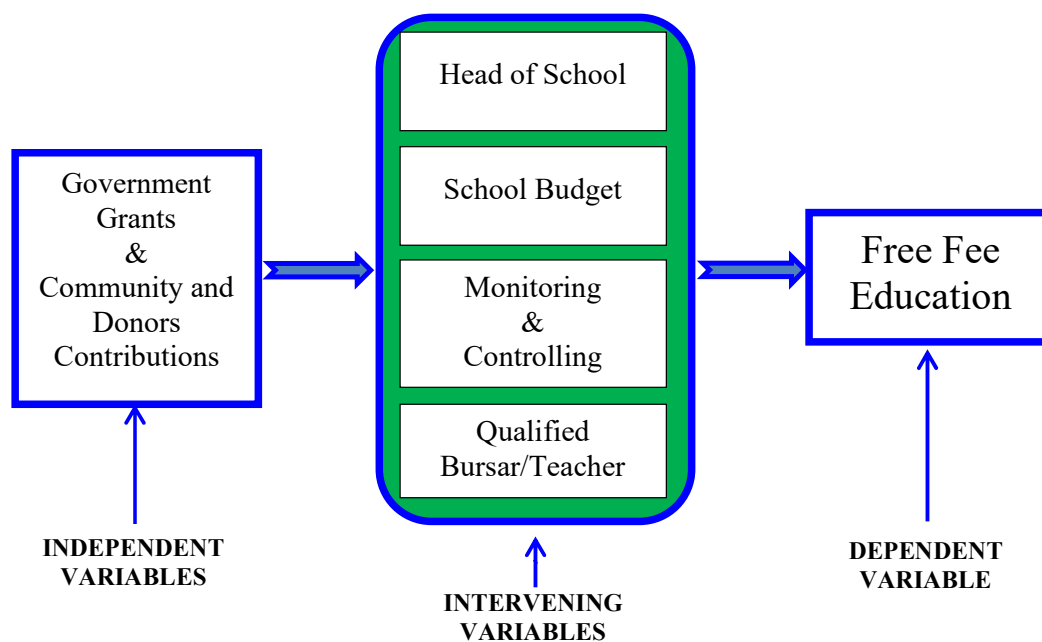 Government
Grants
&
Community and
Donors
Contributions
Head of School
School Budget
Monitoring
&
Controlling
Qualified
Bursar/Teacher
Free Fee
Education
INDEPENDENT
VARIABLES
INTERVENING
VARIABLES
DEPENDENT
VARIABLE